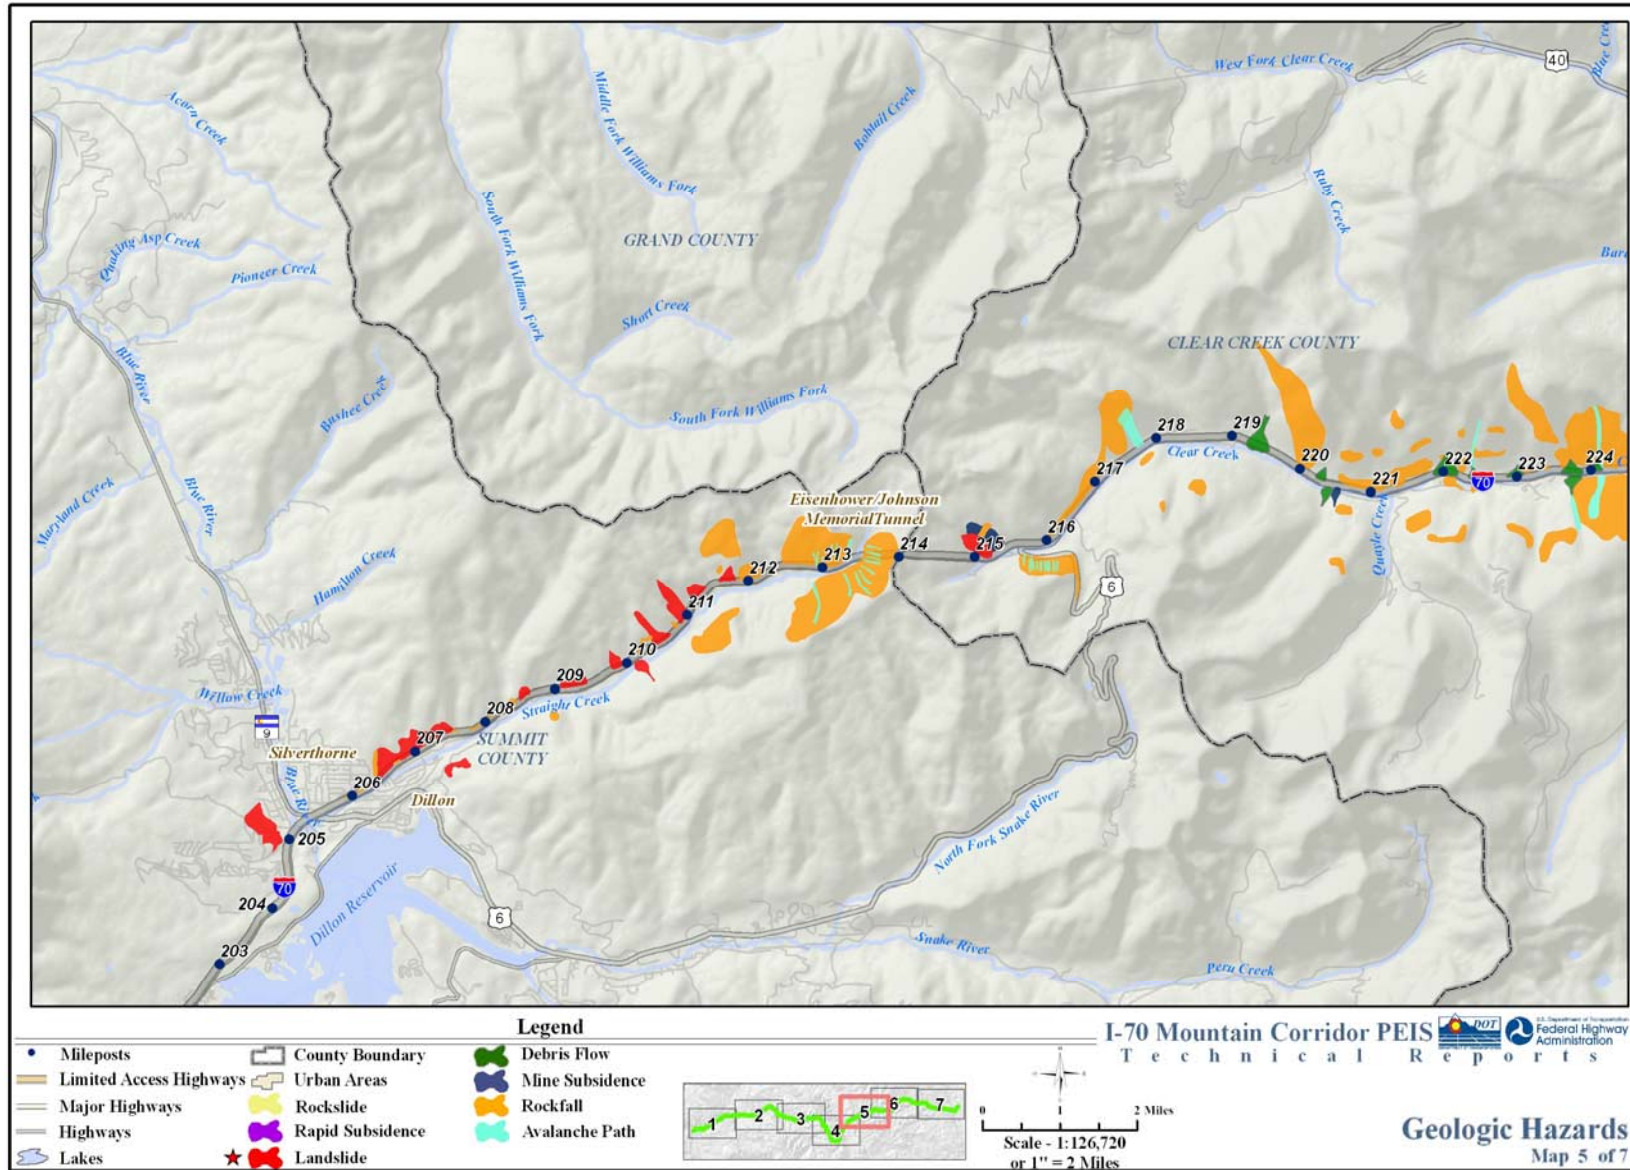 West Fork Clear Creek
40
Blue Cree
Acorn Creek
Middle Fork Williams Fork
Bobtail Creek
Ruby Creek
South Fork Williams Fork
GRAND COUNTY
Quaking Asp Creek
Pioneer Creek
Bar
Short Creek
CLEAR CREEK COUNTY
Blue River
Bushee Creek
South Fork Williams Fork
218
219
Clear Creek
220
217
221
222
70
223
224
C
Maryland Creek
Blue River
Eisenhower/Johnson
MemorialTunnel
Quayle Creek
216
215
214
213
212
Hamilton Creek
6
211
210
209
Straight Creek
208
Willow Creek
9
207
SUMMIT
COUNTY
Silverthorne
206
Blue River
Dillon
205
North Fork Snake River
70
204
Dillon Reservoir
6
203
Snake River
Peru Creek
Legend
Mileposts
Limited Access Highways
Major Highways
Highways
Lakes
County Boundary
Urban Areas
Rockslide
Rapid Subsidence
Landslide
Debris Flow
Mine Subsidence
Rockfall
Avalanche Path
1
2
3
4
5
6
7
0 1 2 Miles
Scale - 1:126,720
or 1" = 2 Miles
I-70 Mountain Corridor PEIS
Technical Reports
DOT
U.S. Department of Transportation
Federal Highway
Administration
Geologic Hazards
Map 5 of 7